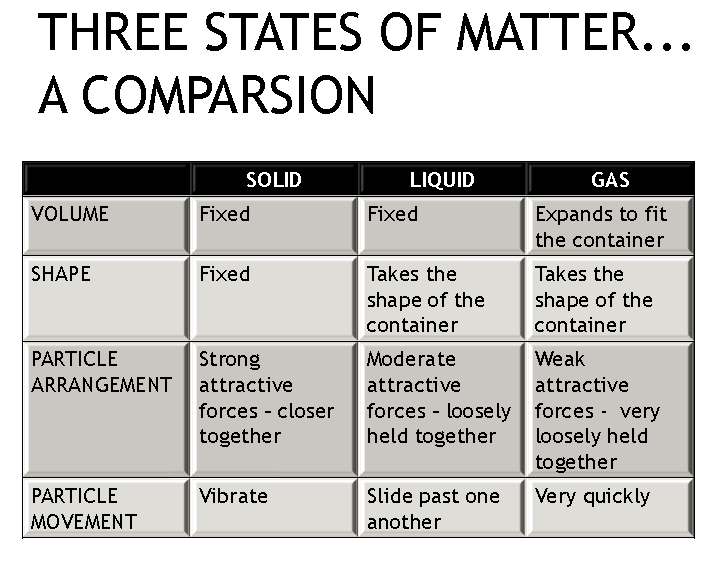 THREE STATES OF MATTER...
A COMPARSION
SOLID LIQUID GAS
VOLUME Fixed Fixed Expands to fit
the container
SHAPE Fixed Takes the Takes the
shape of the shape of the
container container
PARTICLE Strong Moderate Weak
ARRANGEMENT attractive attractive attractive
forces – closer forces – loosely forces - very
together held together loosely held
together
PARTICLE Vibrate Slide past one Very quickly
MOVEMENT another